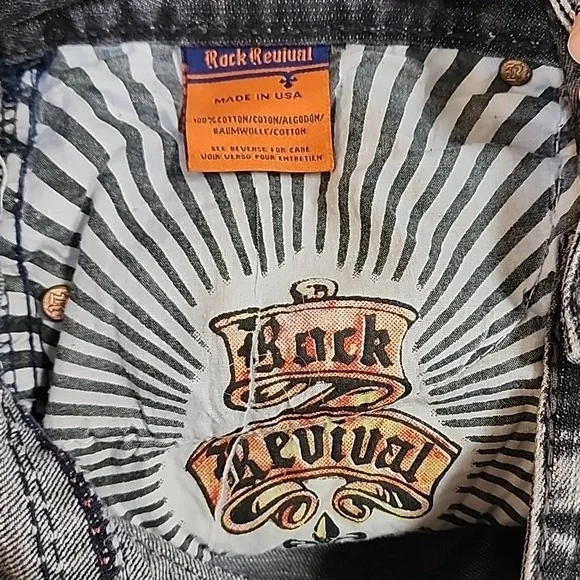 Rock Revival
MADE IN USA
100%COTTON/COTON/ALGODON/
BAUMWOLLE/COTTON
SEE REVERSE FOR CARE
VOIR VERSO POUR ENTRETIEN
Rock
Revival